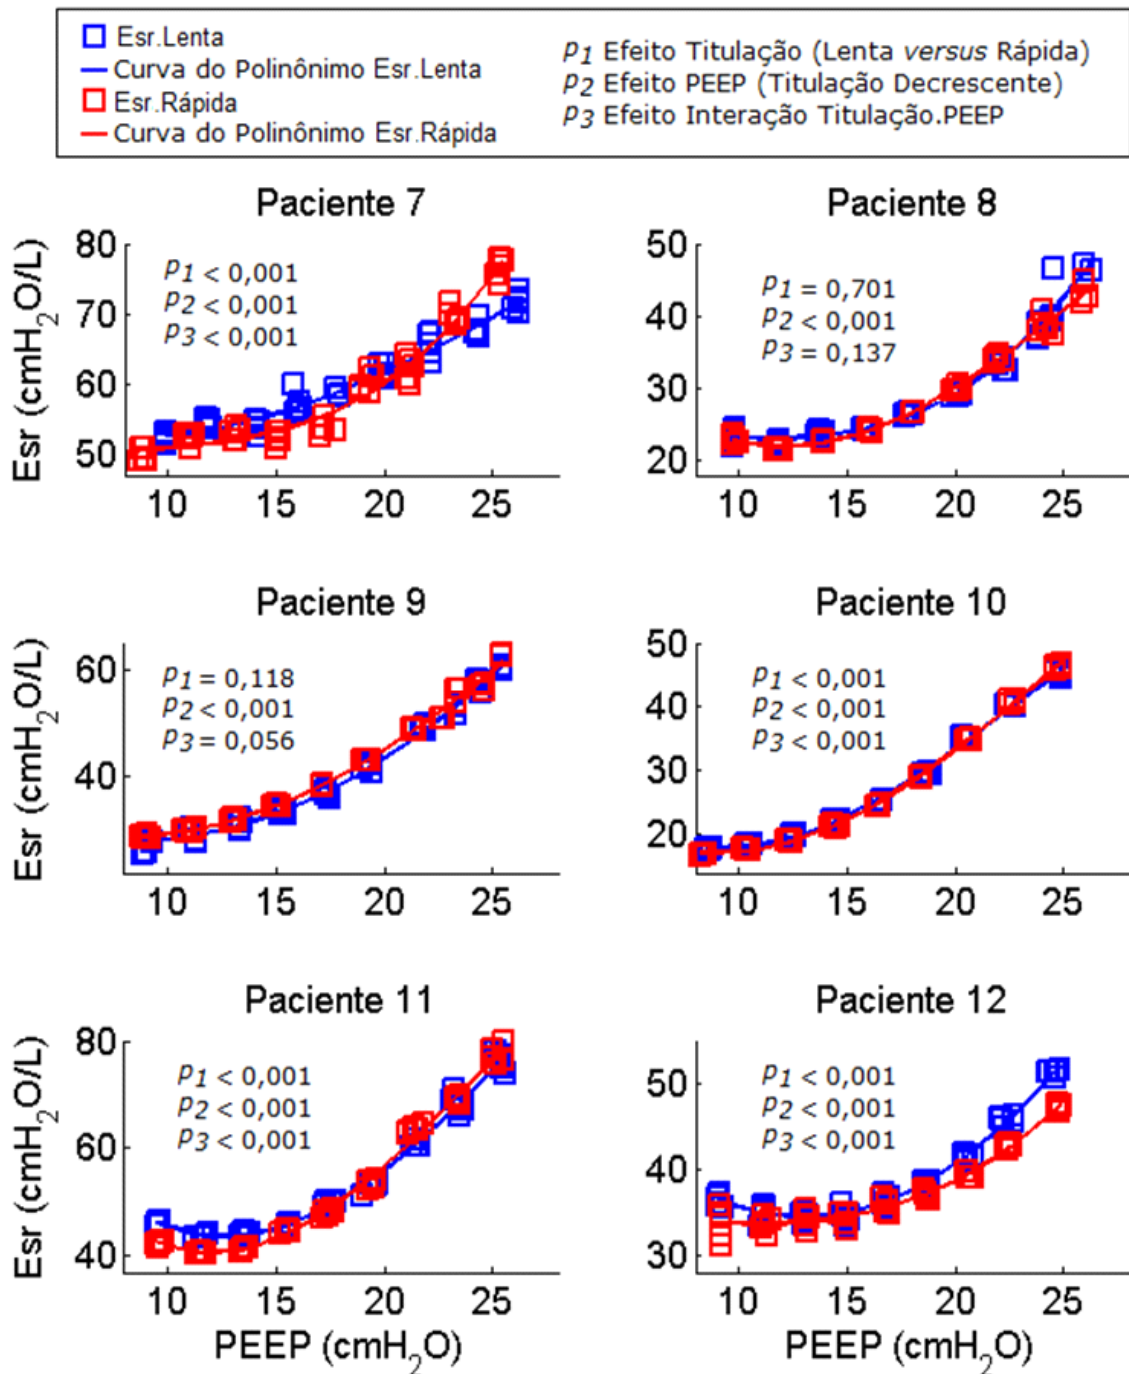 Esr.Lenta
Curva do Polinônimo Esr.Lenta
Esr.Rápida
Curva do Polinônimo Esr.Rápida
p1 Efeito Titulação (Lenta versus Rápida)
p2 Efeito PEEP (Titulação Decrescente)
p3 Efeito Interação Titulação.PEEP
Paciente 7
Esr (cmH2O/L)
80
70
60
50
p1 < 0,001
p2 < 0,001
p3 < 0,001
10 15 20 25
Paciente 8
50
40
30
20
p1 = 0,701
p2 < 0,001
p3 = 0,137
10 15 20 25
Paciente 9
Esr (cmH2O/L)
60
40
p1 = 0,118
p2 < 0,001
p3 = 0,056
10 15 20 25
Paciente 10
50
40
30
20
p1 < 0,001
p2 < 0,001
p3 < 0,001
10 15 20 25
Paciente 11
Esr (cmH2O/L)
80
60
40
p1 < 0,001
p2 < 0,001
p3 < 0,001
10 15 20 25
PEEP (cmH2O)
Paciente 12
50
40
30
p1 < 0,001
p2 < 0,001
p3 < 0,001
10 15 20 25
PEEP (cmH2O)